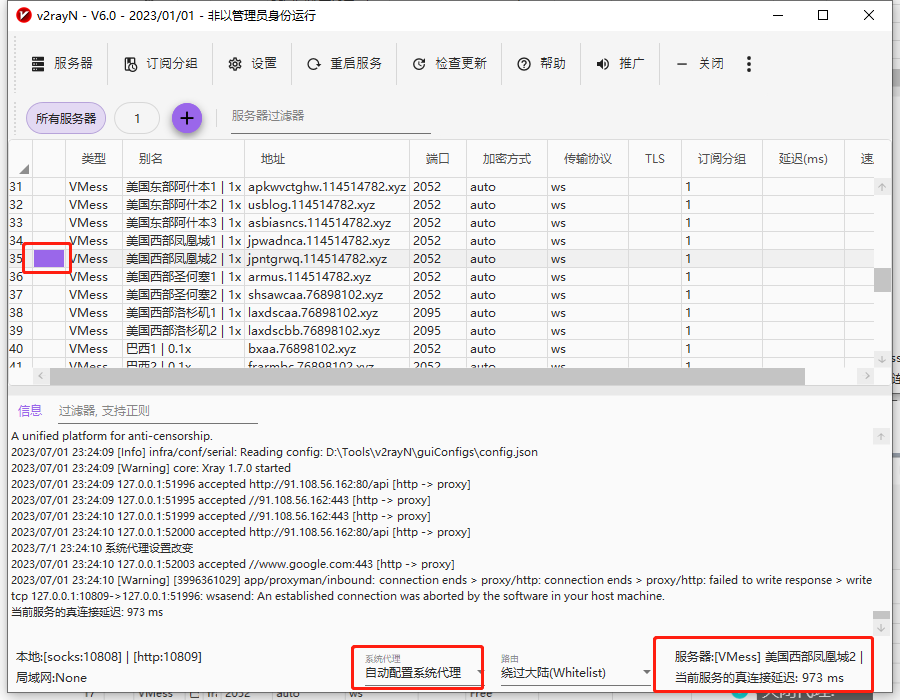 v2rayN - V6.0 - 2023/01/01 - 非以管理员身份运行
服务器 订阅分组 设置 重启服务 检查更新 帮助 推广 关闭
所有服务器 1 服务器过滤器
类型 别名 地址 端口 加密方式 传输协议 TLS 订阅分组 延迟(ms) 速
31 VMess 美国东部阿什本1 | 1x apkwvctghw.114514782.xyz 2052 auto ws 1
32 VMess 美国东部阿什本2 | 1x usblog.114514782.xyz 2052 auto ws 1
33 VMess 美国东部阿什本3 | 1x asbiasncs.114514782.xyz 2052 auto ws 1
34 VMess 美国西部凤凰城1 | 1x jpwadnca.114514782.xyz 2052 auto ws 1
35 VMess 美国西部凤凰城2 | 1x jpntgrwq.114514782.xyz 2052 auto ws 1
36 VMess 美国西部圣何塞1 | 1x armus.114514782.xyz 2052 auto ws 1
37 VMess 美国西部圣何塞2 | 1x shsawcaa.76898102.xyz 2052 auto ws 1
38 VMess 美国西部洛杉矶1 | 1x laxdscaa.76898102.xyz 2095 auto ws 1
39 VMess 美国西部洛杉矶2 | 1x laxdscbb.76898102.xyz 2095 auto ws 1
40 VMess 巴西1 | 0.1x bxaa.76898102.xyz 2052 auto ws 1
41 VMess 巴西2 | 0.1x frarmbc.76898102.xyz 2052 auto ws 1
信息 过滤器, 支持正则
A unified platform for anti-censorship.
2023/07/01 23:24:09 [Info] infra/conf/serial: Reading config: D:\Tools\v2rayN\guiConfigs\config.json
2023/07/01 23:24:09 [Warning] core: Xray 1.7.0 started
2023/07/01 23:24:09 127.0.0.1:51996 accepted http://91.108.56.162:80/api [http -> proxy]
2023/07/01 23:24:09 127.0.0.1:51995 accepted //91.108.56.162:443 [http -> proxy]
2023/07/01 23:24:10 127.0.0.1:51999 accepted //91.108.56.162:443 [http -> proxy]
2023/07/01 23:24:10 127.0.0.1:52000 accepted http://91.108.56.162:80/api [http -> proxy]
2023/7/1 23:24:10 系统代理设置改变
2023/07/01 23:24:10 127.0.0.1:52003 accepted //www.google.com:443 [http -> proxy]
2023/07/01 23:24:10 [Warning] [3996361029] app/proxyman/inbound: connection ends > proxy/http: connection ends > proxy/http: failed to write response > write
tcp 127.0.0.1:10809->127.0.0.1:51996: wsasend: An established connection was aborted by the software in your host machine.
当前服务的真连接延迟: 973 ms
本地:[socks:10808] | [http:10809]
局域网:None
系统代理
自动配置系统代理
路由
绕过大陆(Whitelist)
服务器:[VMess] 美国西部凤凰城2 |
当前服务的真连接延迟: 973 ms
17 VMess 2052 auto ws Free